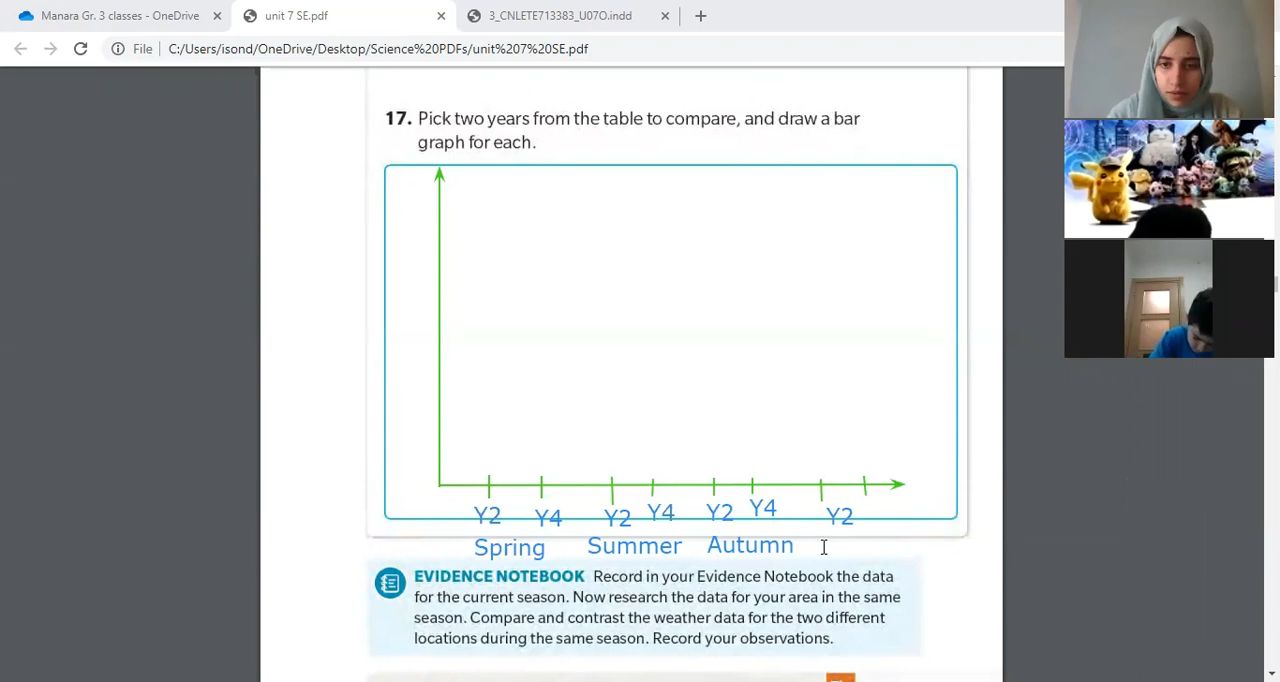 Manara Gr. 3 classes - OneDrive
unit 7 SE.pdf
3_CNLETE713383_U07O.indd
File C:/Users/isond/OneDrive/Desktop/Science%20PDFs/unit%207%20SE.pdf
17. Pick two years from the table to compare, and draw a bar
graph for each.
Y2 Y4 Y2 Y4 Y2 Y4 Y2
Spring Summer Autumn
EVIDENCE NOTEBOOK Record in your Evidence Notebook the data
for the current season. Now research the data for your area in the same
season. Compare and contrast the weather data for the two different
locations during the same season. Record your observations.